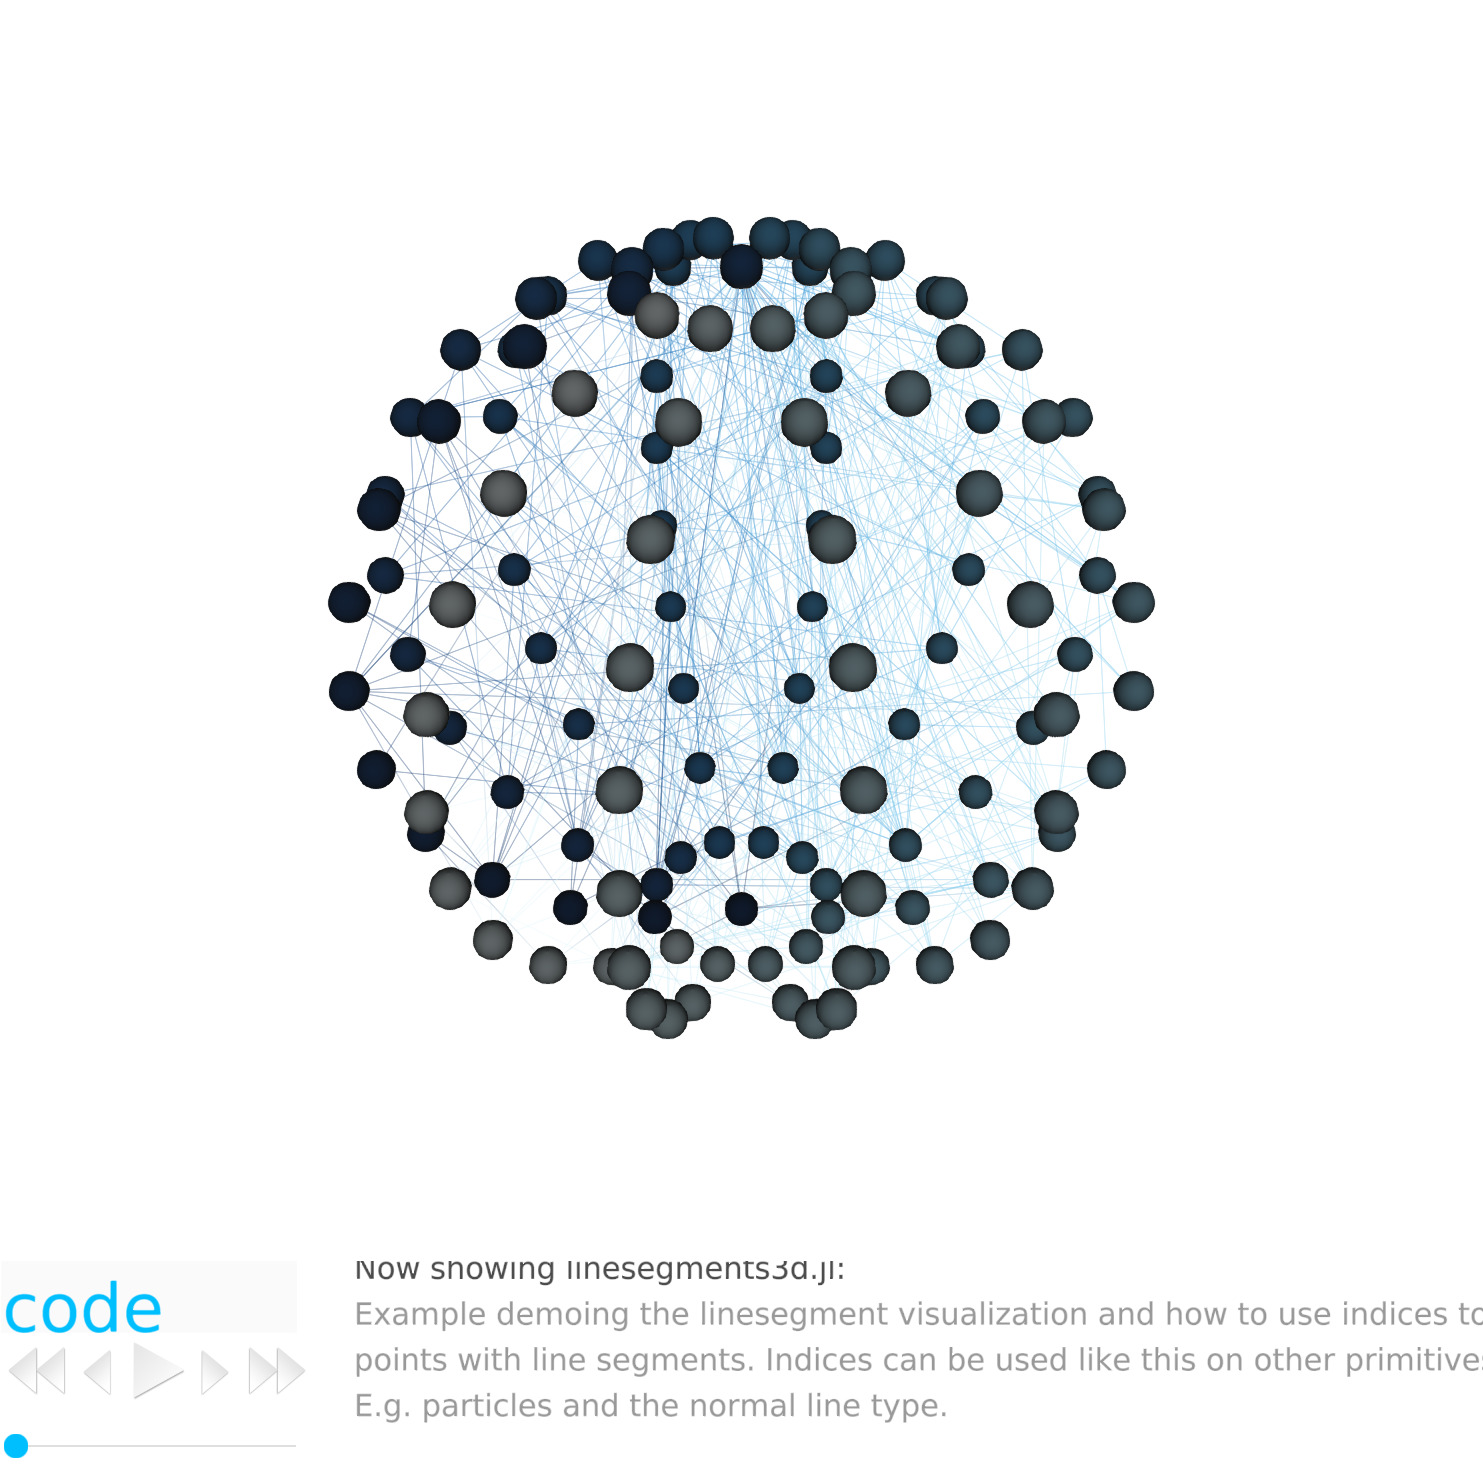 code
Now showing linesegments3d.jl:
Example demoing the linesegment visualization and how to use indices to
points with line segments. Indices can be used like this on other primitives
E.g. particles and the normal line type.